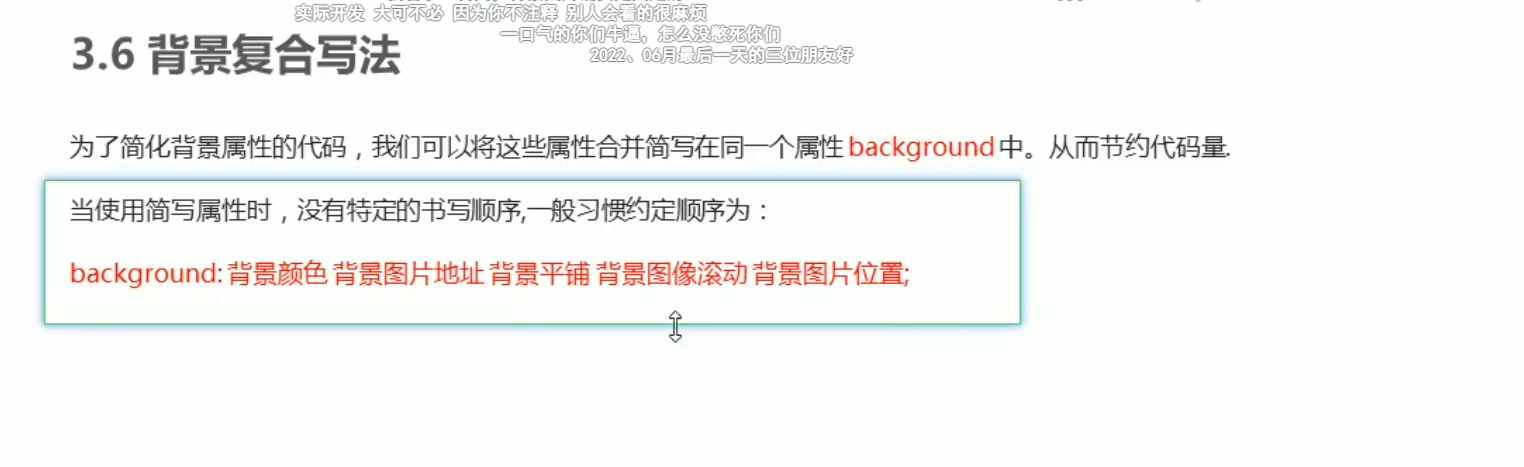 实际开发 大可不必 因为你不注释 别人会看的很麻烦
一口气的你们牛逼，怎么没憋死你们
2022、06月最后一天的三位朋友好
3.6 背景复合写法
为了简化背景属性的代码，我们可以将这些属性合并简写在同一个属性 background 中。从而节约代码量.
当使用简写属性时，没有特定的书写顺序,一般习惯约定顺序为：
background: 背景颜色 背景图片地址 背景平铺 背景图像滚动 背景图片位置;